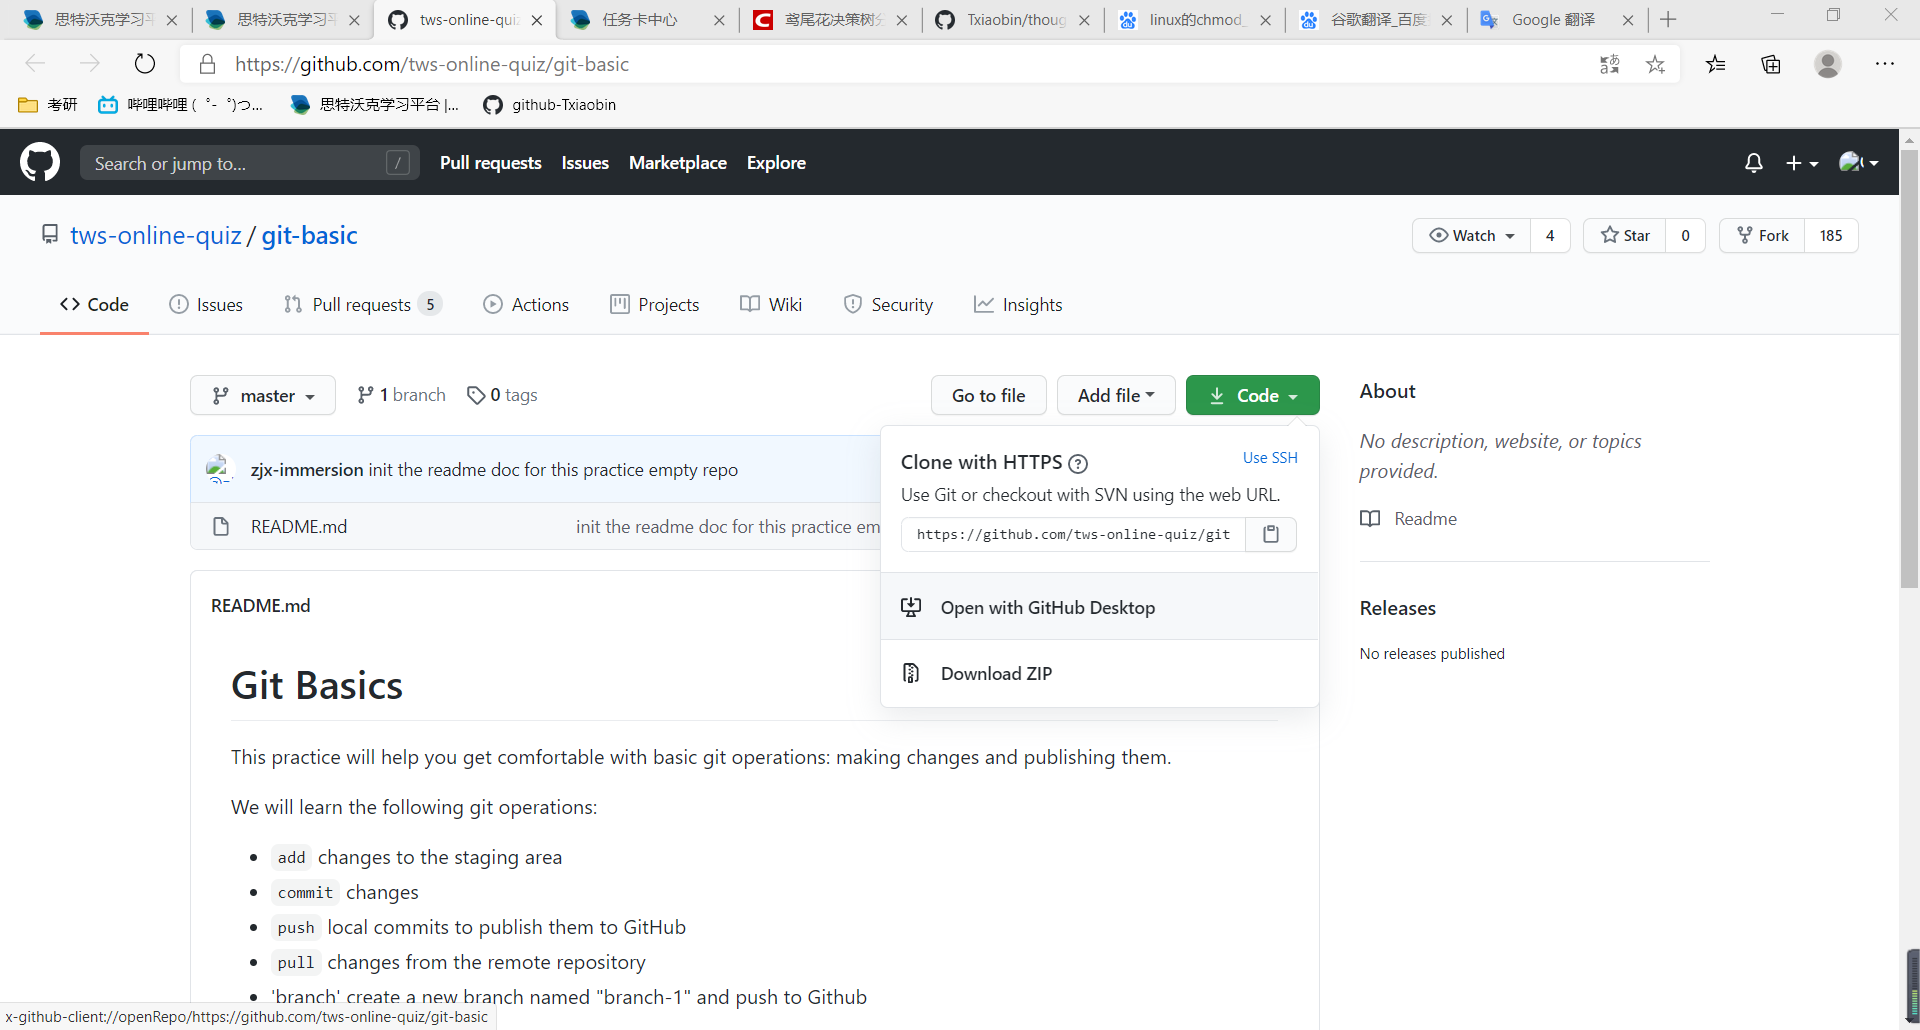 思特沃克学习平
思特沃克学习平
tws-online-quiz
任务卡中心
鸢尾花决策树分
Txiaobin/thoug
linux的chmod_
谷歌翻译_百度
Google 翻译
https://github.com/tws-online-quiz/git-basic
考研
哔哩哔哩 ( ゜- ゜)つ...
思特沃克学习平台 |...
github-Txiaobin
Search or jump to... /
Pull requests Issues Marketplace Explore
tws-online-quiz / git-basic
Watch 4 Star 0 Fork 185
Code Issues Pull requests 5 Actions Projects Wiki Security Insights
master 1 branch 0 tags
Go to file Add file Code
About
No description, website, or topics
provided.
Readme
Releases
No releases published
zjx-immersion init the readme doc for this practice empty repo
README.md init the readme doc for this practice em
Clone with HTTPS ? Use SSH
Use Git or checkout with SVN using the web URL.
https://github.com/tws-online-quiz/git
Open with GitHub Desktop
Download ZIP
README.md
Git Basics
This practice will help you get comfortable with basic git operations: making changes and publishing them.
We will learn the following git operations:
• add changes to the staging area
• commit changes
• push local commits to publish them to GitHub
• pull changes from the remote repository
• 'branch' create a new branch named "branch-1" and push to Github
x-github-client://openRepo/https://github.com/tws-online-quiz/git-basic